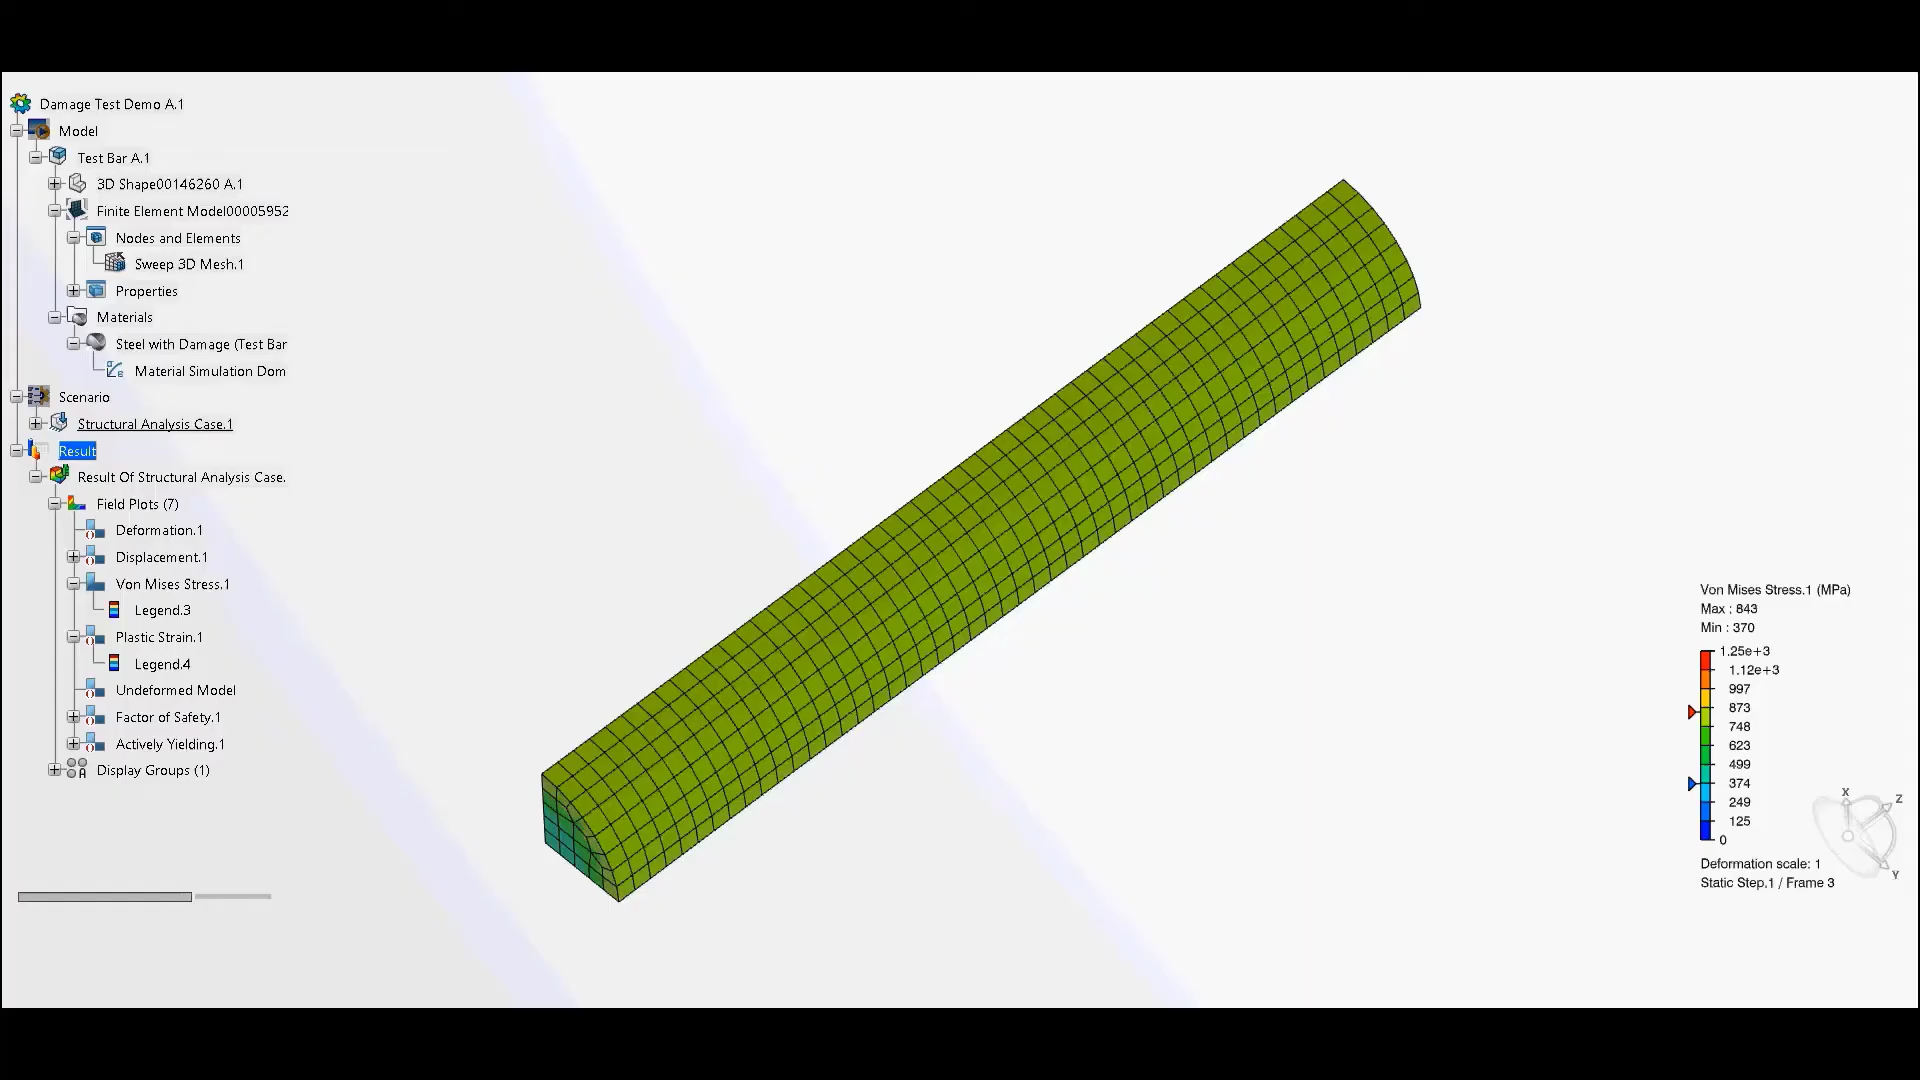 Damage Test Demo A.1
Model
Test Bar A.1
3D Shape00146260 A.1
Finite Element Model00005952
Nodes and Elements
Sweep 3D Mesh.1
Properties
Materials
Steel with Damage (Test Bar
Material Simulation Dom
Scenario
Structural Analysis Case.1
Result
Result Of Structural Analysis Case.
Field Plots (7)
Deformation.1
Displacement.1
Von Mises Stress.1
Legend.3
Plastic Strain.1
Legend.4
Undeformed Model
Factor of Safety.1
Actively Yielding.1
Display Groups (1)
Von Mises Stress.1 (MPa)
Max : 843
Min : 370
1.25e+3
1.12e+3
997
873
748
623
499
374
249
125
0
Deformation scale: 1
Static Step.1 / Frame 3
X
Z
Y